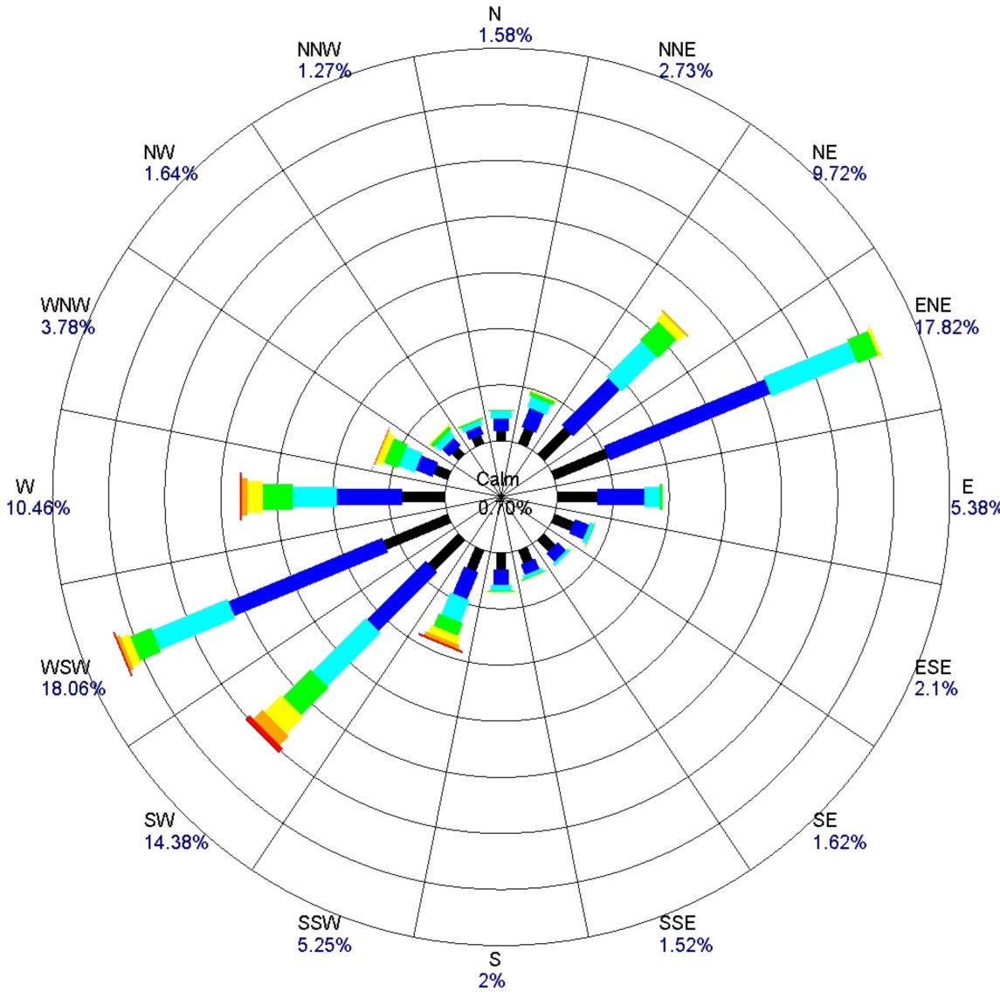 N
1.58%
NNW
1.27%
NNE
2.73%
NW
1.64%
NE
9.72%
WNW
3.78%
ENE
17.82%
Calm
0.70%
W
10.46%
E
5.38%
WSW
18.06%
ESE
2.1%
SW
14.38%
SE
1.62%
SSW
5.25%
SSE
1.52%
S
2%